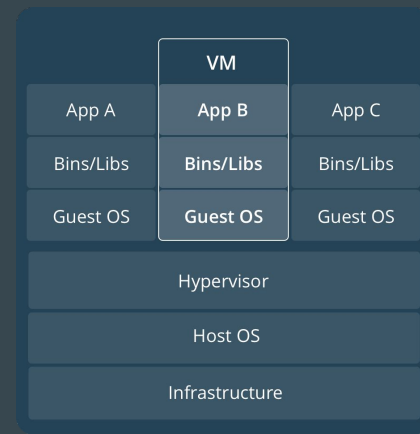 VM
App A App B App C
Bins/Libs Bins/Libs Bins/Libs
Guest OS Guest OS Guest OS
Hypervisor
Host OS
Infrastructure